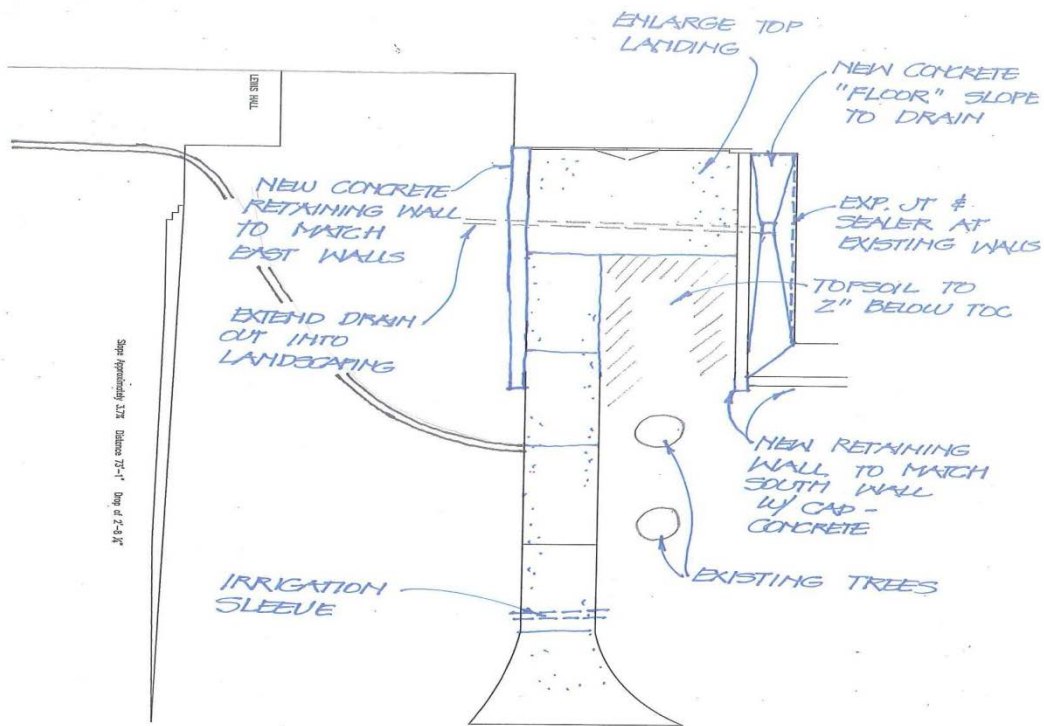 ENLARGE TOP
LANDING
NEW CONCRETE
"FLOOR" SLOPE
TO DRAIN
LEWIS HALL
NEW CONCRETE
RETAINING WALL
TO MATCH
EAST WALLS
EXP. JT &
SEALER AT
EXISTING WALLS
TOPSOIL TO
2" BELOW TOC
EXTEND DRAIN
OUT INTO
LANDSCAPING
Slope Approximately 3.7% Distance 73'-1" Drop of 2'-8 ¼"
NEW RETAINING
WALL TO MATCH
SOUTH WALL
W/ CAP -
CONCRETE
EXISTING TREES
IRRIGATION
SLEEVE